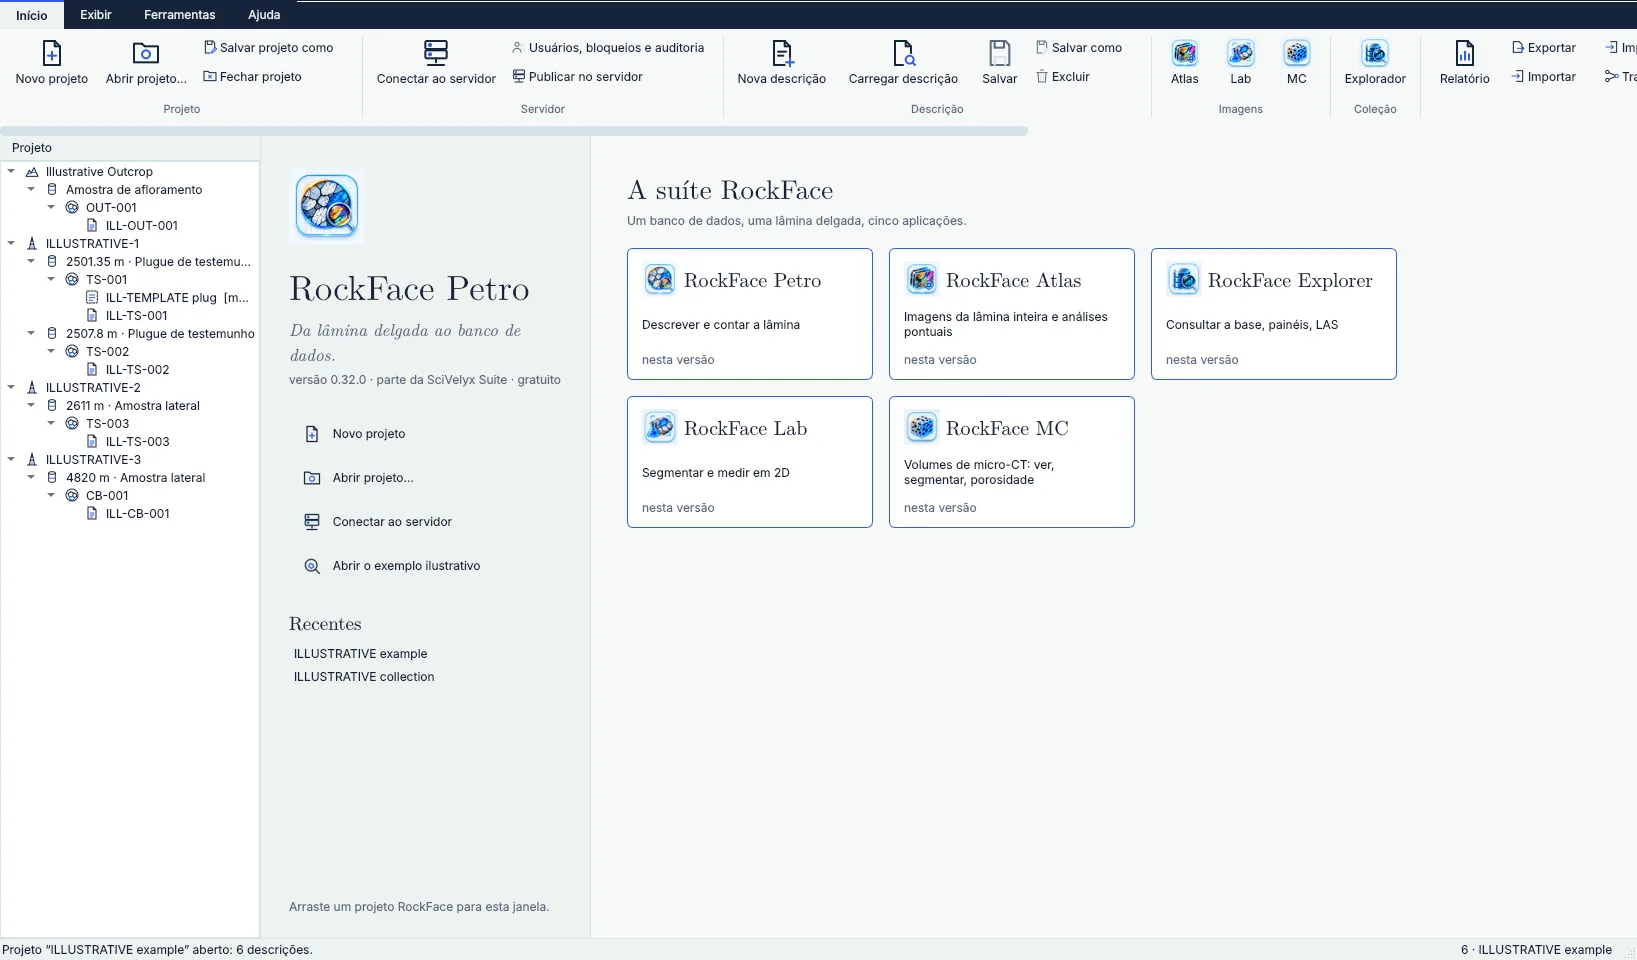 Início Exibir Ferramentas Ajuda
Novo projeto
Abrir projeto...
Salvar projeto como
Fechar projeto
Projeto
Conectar ao servidor
Usuários, bloqueios e auditoria
Publicar no servidor
Servidor
Nova descrição
Carregar descrição
Salvar
Salvar como
Excluir
Descrição
Atlas
Lab
MC
Imagens
Explorador
Coleção
Relatório
Exportar
Importar
Projeto
Illustrative Outcrop
Amostra de afloramento
OUT-001
ILL-OUT-001
ILLUSTRATIVE-1
2501.35 m · Plugue de testemu...
TS-001
ILL-TEMPLATE plug [m...
ILL-TS-001
2507.8 m · Plugue de testemunho
TS-002
ILL-TS-002
ILLUSTRATIVE-2
2611 m · Amostra lateral
TS-003
ILL-TS-003
ILLUSTRATIVE-3
4820 m · Amostra lateral
CB-001
ILL-CB-001
RockFace Petro
Da lâmina delgada ao banco de
dados.
versão 0.32.0 · parte da SciVelyx Suite · gratuito
Novo projeto
Abrir projeto...
Conectar ao servidor
Abrir o exemplo ilustrativo
Recentes
ILLUSTRATIVE example
ILLUSTRATIVE collection
Arraste um projeto RockFace para esta janela.
A suíte RockFace
Um banco de dados, uma lâmina delgada, cinco aplicações.
RockFace Petro
Descrever e contar a lâmina
nesta versão
RockFace Atlas
Imagens da lâmina inteira e análises
pontuais
nesta versão
RockFace Explorer
Consultar a base, painéis, LAS
nesta versão
RockFace Lab
Segmentar e medir em 2D
nesta versão
RockFace MC
Volumes de micro-CT: ver,
segmentar, porosidade
nesta versão
Projeto "ILLUSTRATIVE example" aberto: 6 descrições.
6 · ILLUSTRATIVE example